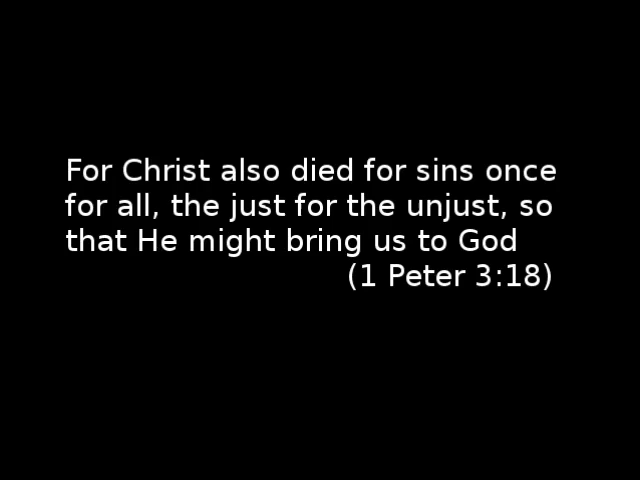 For Christ also died for sins once
for all, the just for the unjust, so
that He might bring us to God
(1 Peter 3:18)